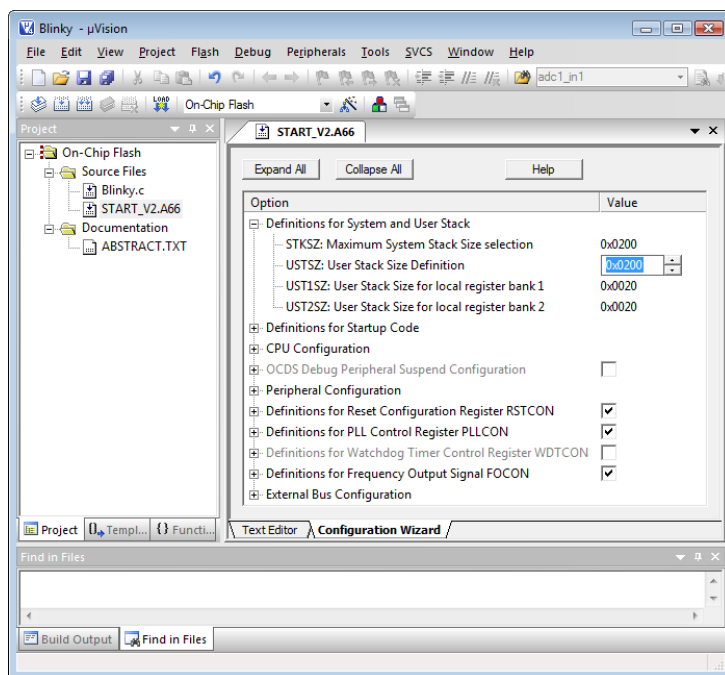 Blinky - µVision
File Edit View Project Flash Debug Peripherals Tools SVCS Window Help
adc1_in1
LOAD On-Chip Flash
Project
START_V2.A66
On-Chip Flash
Source Files
Blinky.c
START_V2.A66
Documentation
ABSTRACT.TXT
Expand All Collapse All Help
Option Value
Definitions for System and User Stack
STKSZ: Maximum System Stack Size selection 0x0200
USTSZ: User Stack Size Definition 0x0200
UST1SZ: User Stack Size for local register bank 1 0x0020
UST2SZ: User Stack Size for local register bank 2 0x0020
Definitions for Startup Code
CPU Configuration
OCDS Debug Peripheral Suspend Configuration
Peripheral Configuration
Definitions for Reset Configuration Register RSTCON
Definitions for PLL Control Register PLLCON
Definitions for Watchdog Timer Control Register WDTCON
Definitions for Frequency Output Signal FOCON
External Bus Configuration
Project Templ... {} Functi...
Text Editor Configuration Wizard
Find in Files
Build Output Find in Files